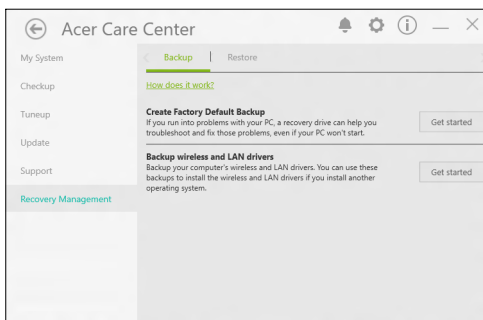 Acer Care Center
My System
Checkup
Tuneup
Update
Support
Recovery Management
Backup
Restore
How does it work?
Create Factory Default Backup
If you run into problems with your PC, a recovery drive can help you
troubleshoot and fix those problems, even if your PC won't start.
Get started
Backup wireless and LAN drivers
Backup your computer's wireless and LAN drivers. You can use these
backups to install the wireless and LAN drivers if you install another
operating system.
Get started